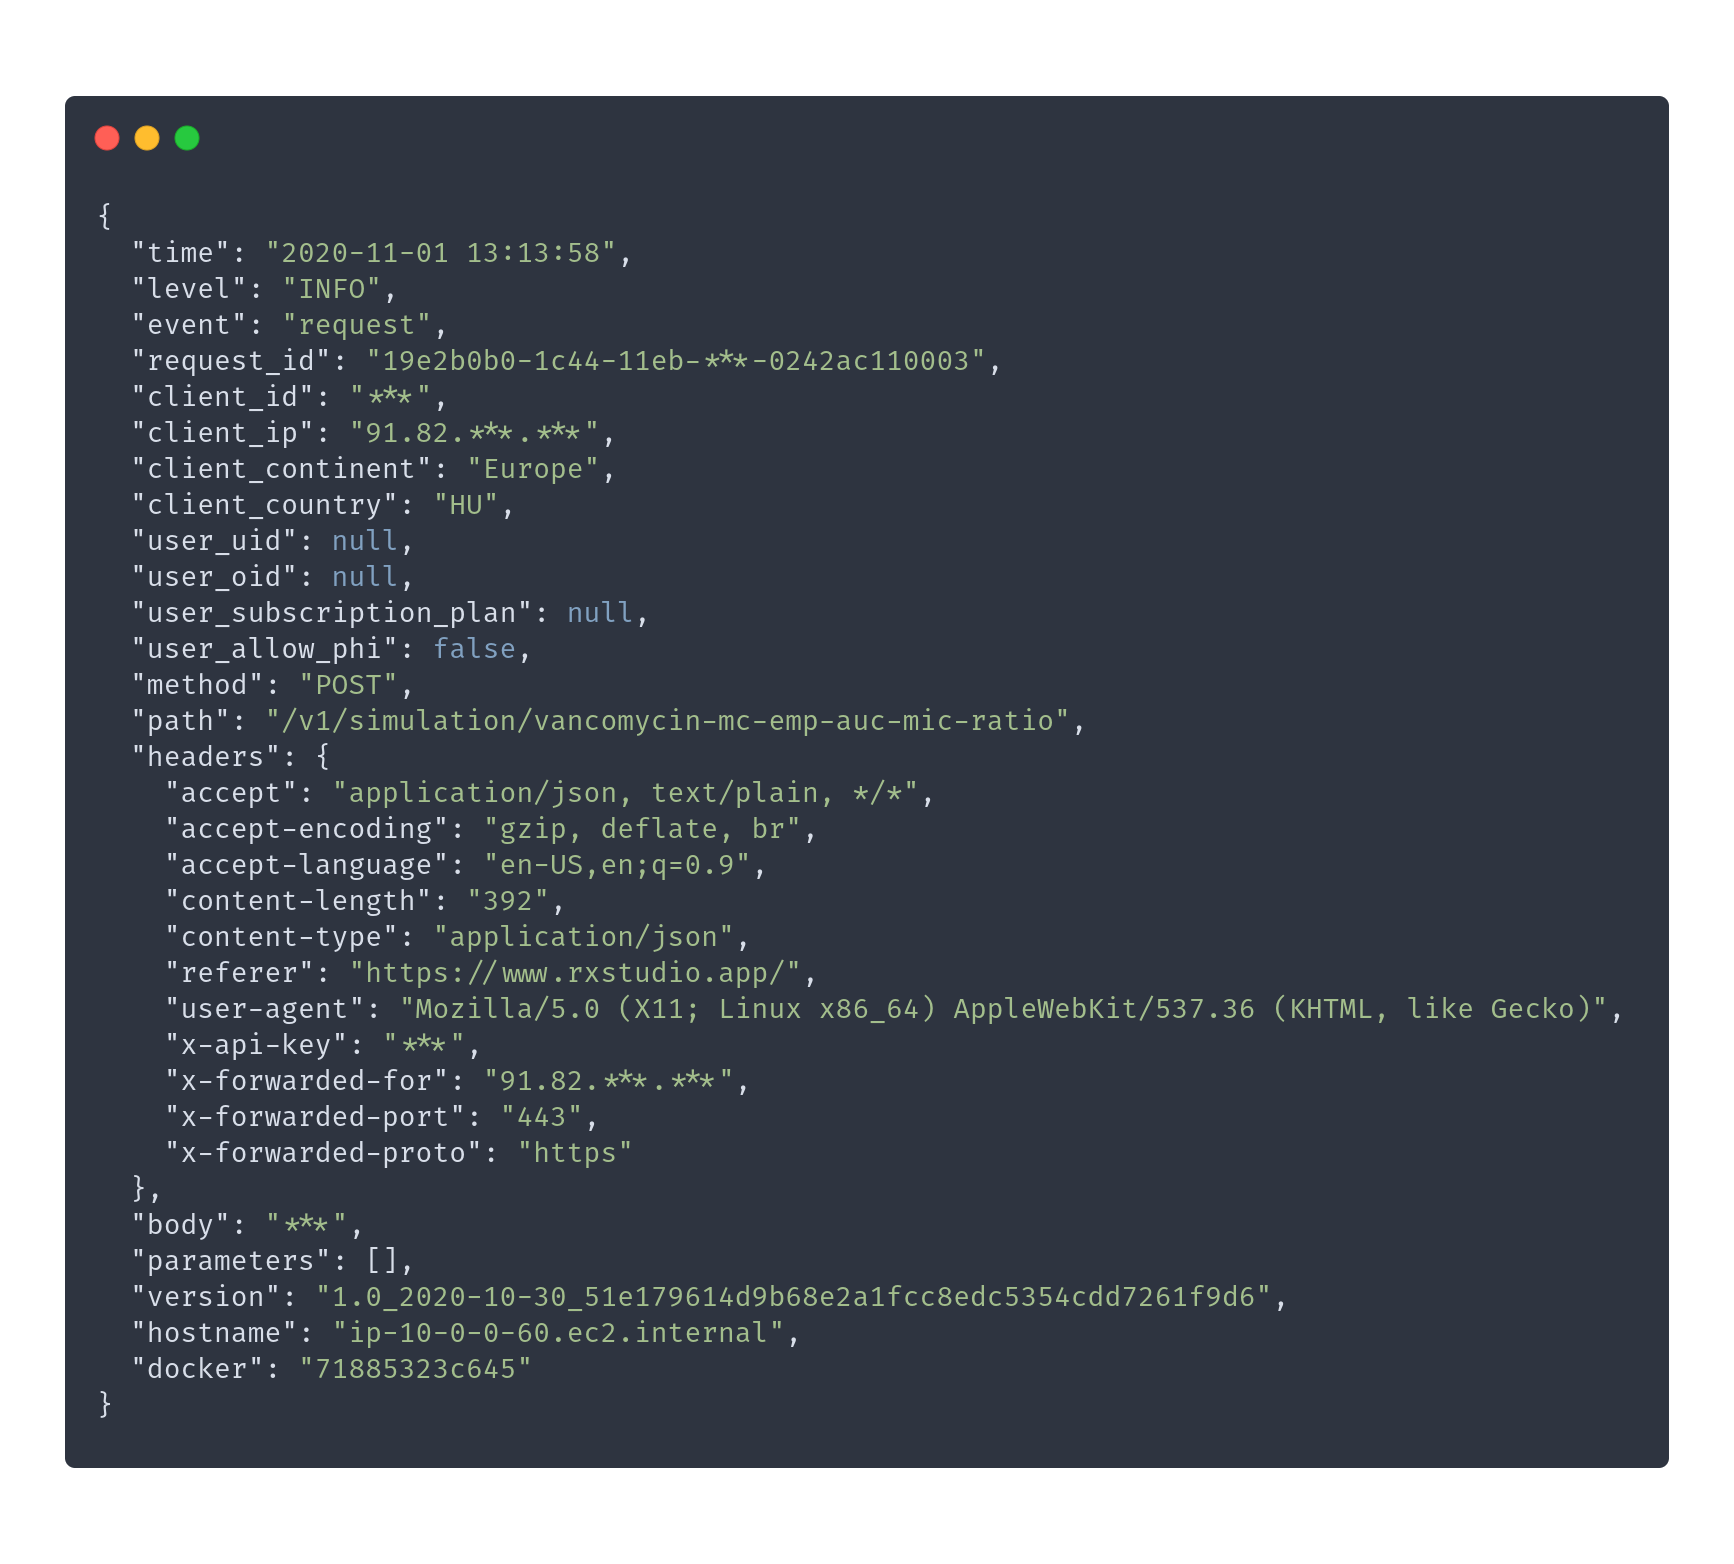 {
  "time": "2020-11-01 13:13:58",
  "level": "INFO",
  "event": "request",
  "request_id": "19e2b0b0-1c44-11eb-***-0242ac110003",
  "client_id": "***",
  "client_ip": "91.82.***.***",
  "client_continent": "Europe",
  "client_country": "HU",
  "user_uid": null,
  "user_oid": null,
  "user_subscription_plan": null,
  "user_allow_phi": false,
  "method": "POST",
  "path": "/v1/simulation/vancomycin-mc-emp-auc-mic-ratio",
  "headers": {
    "accept": "application/json, text/plain, */*",
    "accept-encoding": "gzip, deflate, br",
    "accept-language": "en-US,en;q=0.9",
    "content-length": "392",
    "content-type": "application/json",
    "referer": "https://www.rxstudio.app/",
    "user-agent": "Mozilla/5.0 (X11; Linux x86_64) AppleWebKit/537.36 (KHTML, like Gecko)",
    "x-api-key": "***",
    "x-forwarded-for": "91.82.***.***",
    "x-forwarded-port": "443",
    "x-forwarded-proto": "https"
  },
  "body": "***",
  "parameters": [],
  "version": "1.0_2020-10-30_51e179614d9b68e2a1fcc8edc5354cdd7261f9d6",
  "hostname": "ip-10-0-0-60.ec2.internal",
  "docker": "71885323c645"
}